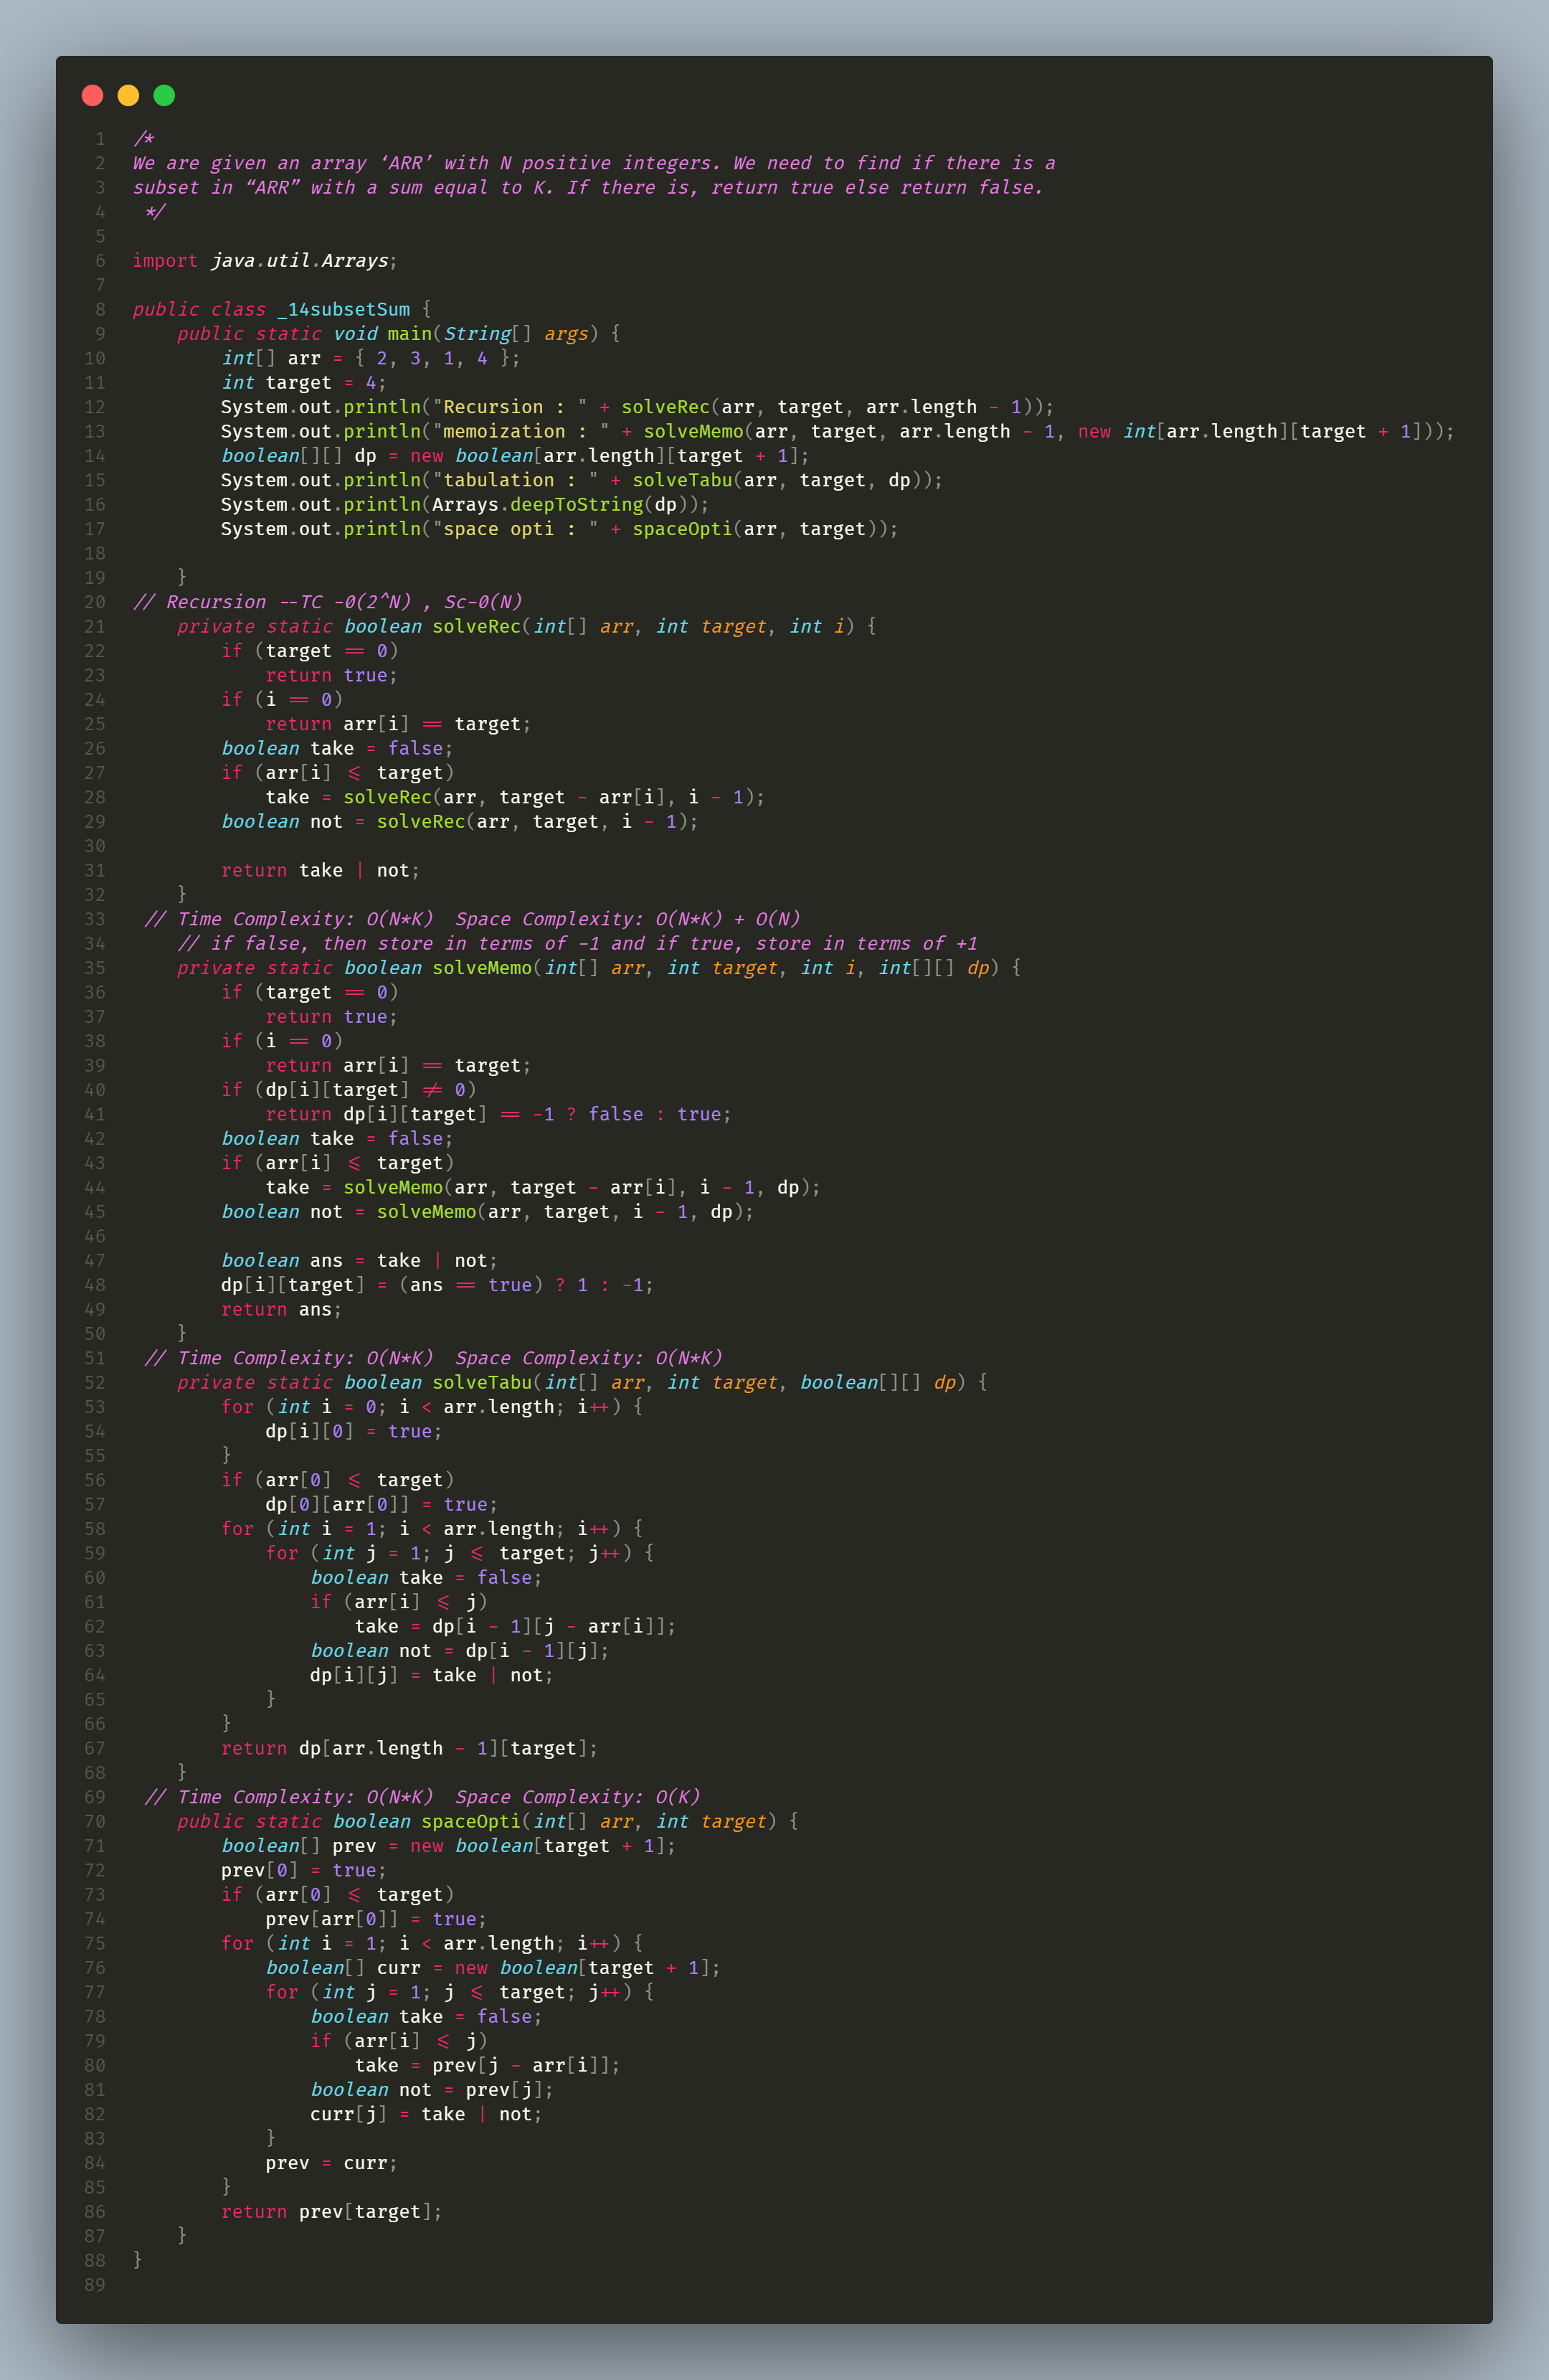 1 /*
2 We are given an array ‘ARR’ with N positive integers. We need to find if there is a
3 subset in “ARR” with a sum equal to K. If there is, return true else return false.
4  */
5
6 import java.util.Arrays;
7
8 public class _14subsetSum {
9     public static void main(String[] args) {
10         int[] arr = { 2, 3, 1, 4 };
11         int target = 4;
12         System.out.println("Recursion : " + solveRec(arr, target, arr.length - 1));
13         System.out.println("memoization : " + solveMemo(arr, target, arr.length - 1, new int[arr.length][target + 1]));
14         boolean[][] dp = new boolean[arr.length][target + 1];
15         System.out.println("tabulation : " + solveTabu(arr, target, dp));
16         System.out.println(Arrays.deepToString(dp));
17         System.out.println("space opti : " + spaceOpti(arr, target));
18
19     }
20 // Recursion --TC -0(2^N) , Sc-0(N)
21     private static boolean solveRec(int[] arr, int target, int i) {
22         if (target == 0)
23             return true;
24         if (i == 0)
25             return arr[i] == target;
26         boolean take = false;
27         if (arr[i] <= target)
28             take = solveRec(arr, target - arr[i], i - 1);
29         boolean not = solveRec(arr, target, i - 1);
30
31         return take | not;
32     }
33  // Time Complexity: O(N*K)  Space Complexity: O(N*K) + O(N)
34     // if false, then store in terms of -1 and if true, store in terms of +1
35     private static boolean solveMemo(int[] arr, int target, int i, int[][] dp) {
36         if (target == 0)
37             return true;
38         if (i == 0)
39             return arr[i] == target;
40         if (dp[i][target] != 0)
41             return dp[i][target] == -1 ? false : true;
42         boolean take = false;
43         if (arr[i] <= target)
44             take = solveMemo(arr, target - arr[i], i - 1, dp);
45         boolean not = solveMemo(arr, target, i - 1, dp);
46
47         boolean ans = take | not;
48         dp[i][target] = (ans == true) ? 1 : -1;
49         return ans;
50     }
51  // Time Complexity: O(N*K)  Space Complexity: O(N*K)
52     private static boolean solveTabu(int[] arr, int target, boolean[][] dp) {
53         for (int i = 0; i < arr.length; i++) {
54             dp[i][0] = true;
55         }
56         if (arr[0] <= target)
57             dp[0][arr[0]] = true;
58         for (int i = 1; i < arr.length; i++) {
59             for (int j = 1; j <= target; j++) {
60                 boolean take = false;
61                 if (arr[i] <= j)
62                     take = dp[i - 1][j - arr[i]];
63                 boolean not = dp[i - 1][j];
64                 dp[i][j] = take | not;
65             }
66         }
67         return dp[arr.length - 1][target];
68     }
69  // Time Complexity: O(N*K)  Space Complexity: O(K)
70     public static boolean spaceOpti(int[] arr, int target) {
71         boolean[] prev = new boolean[target + 1];
72         prev[0] = true;
73         if (arr[0] <= target)
74             prev[arr[0]] = true;
75         for (int i = 1; i < arr.length; i++) {
76             boolean[] curr = new boolean[target + 1];
77             for (int j = 1; j <= target; j++) {
78                 boolean take = false;
79                 if (arr[i] <= j)
80                     take = prev[j - arr[i]];
81                 boolean not = prev[j];
82                 curr[j] = take | not;
83             }
84             prev = curr;
85         }
86         return prev[target];
87     }
88 }
89